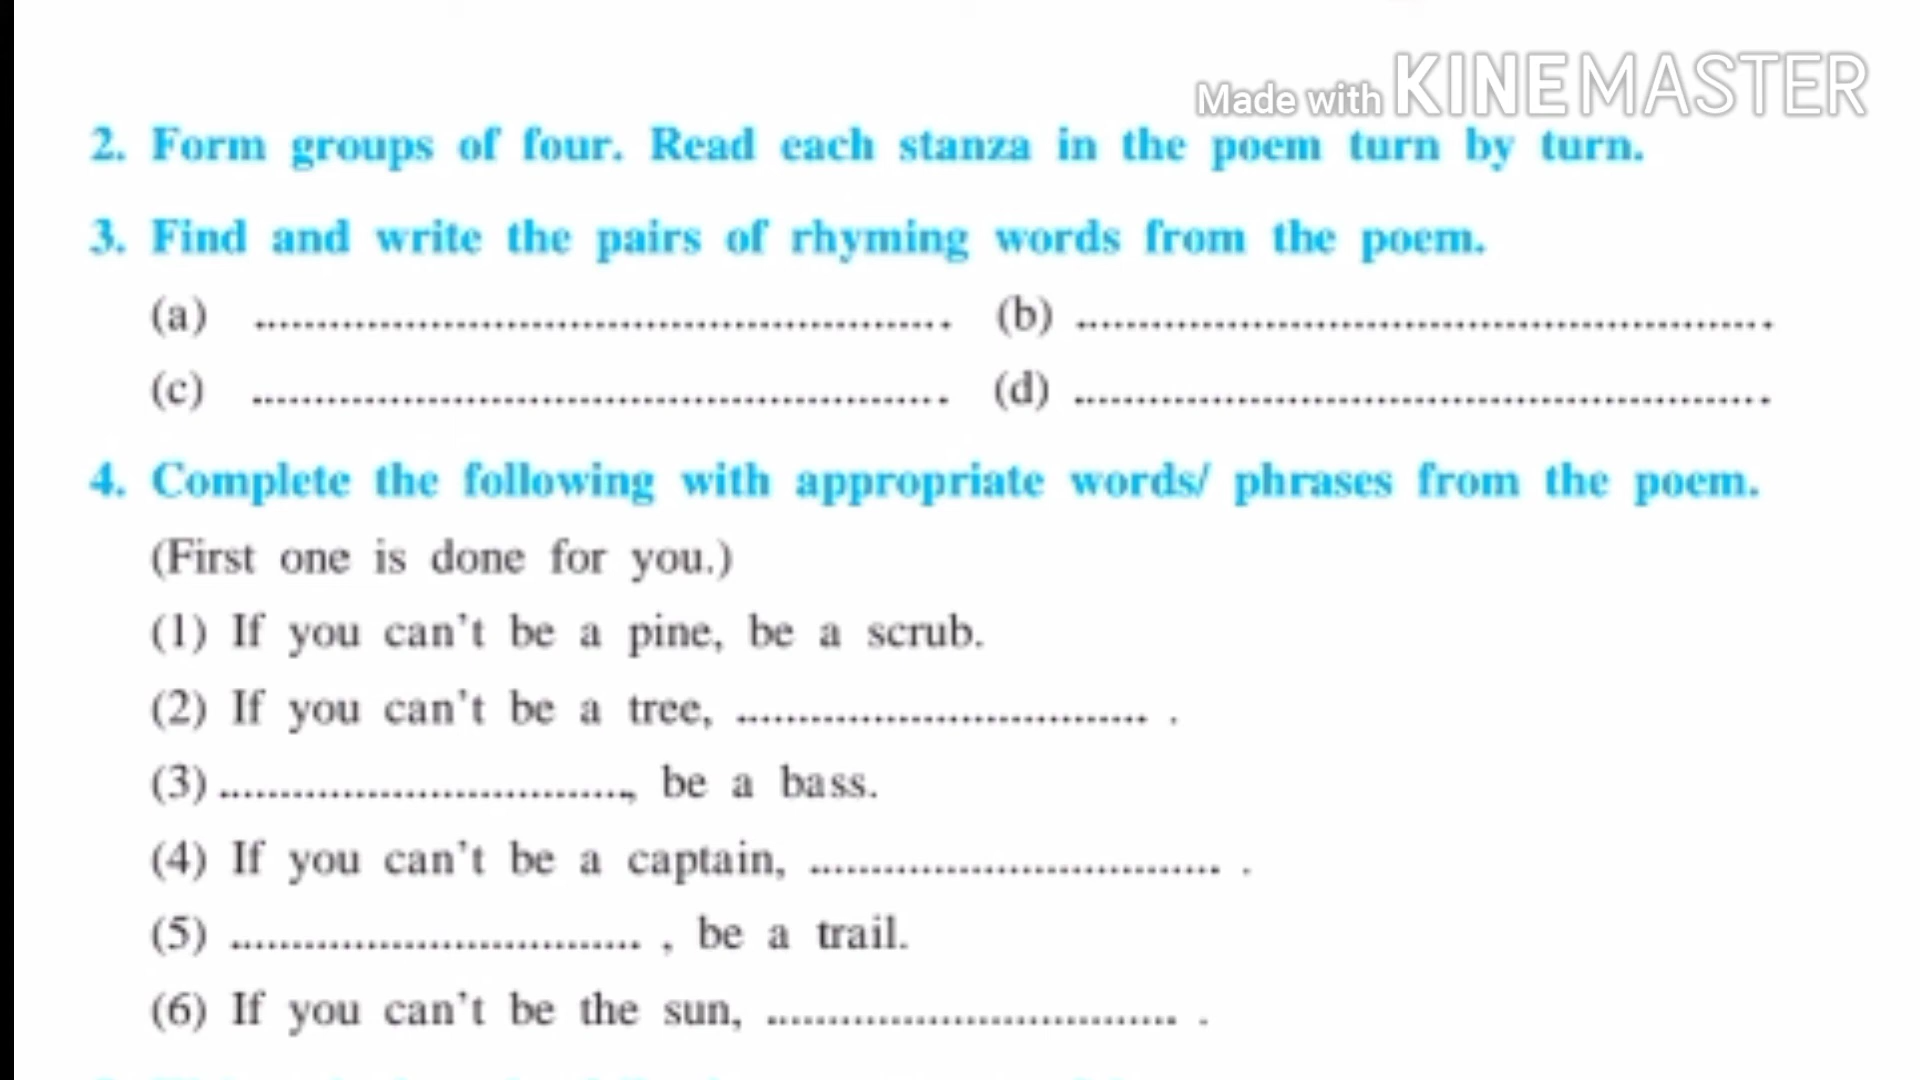 Made with KINEMASTER
2. Form groups of four. Read each stanza in the poem turn by turn.
3. Find and write the pairs of rhyming words from the poem.
(a) ........................................................ (b) ........................................................
(c) ........................................................ (d) ........................................................
4. Complete the following with appropriate words/ phrases from the poem.
(First one is done for you.)
(1) If you can't be a pine, be a scrub.
(2) If you can't be a tree, ................................. .
(3) ................................., be a bass.
(4) If you can't be a captain, ................................. .
(5) ................................. , be a trail.
(6) If you can't be the sun, ................................. .